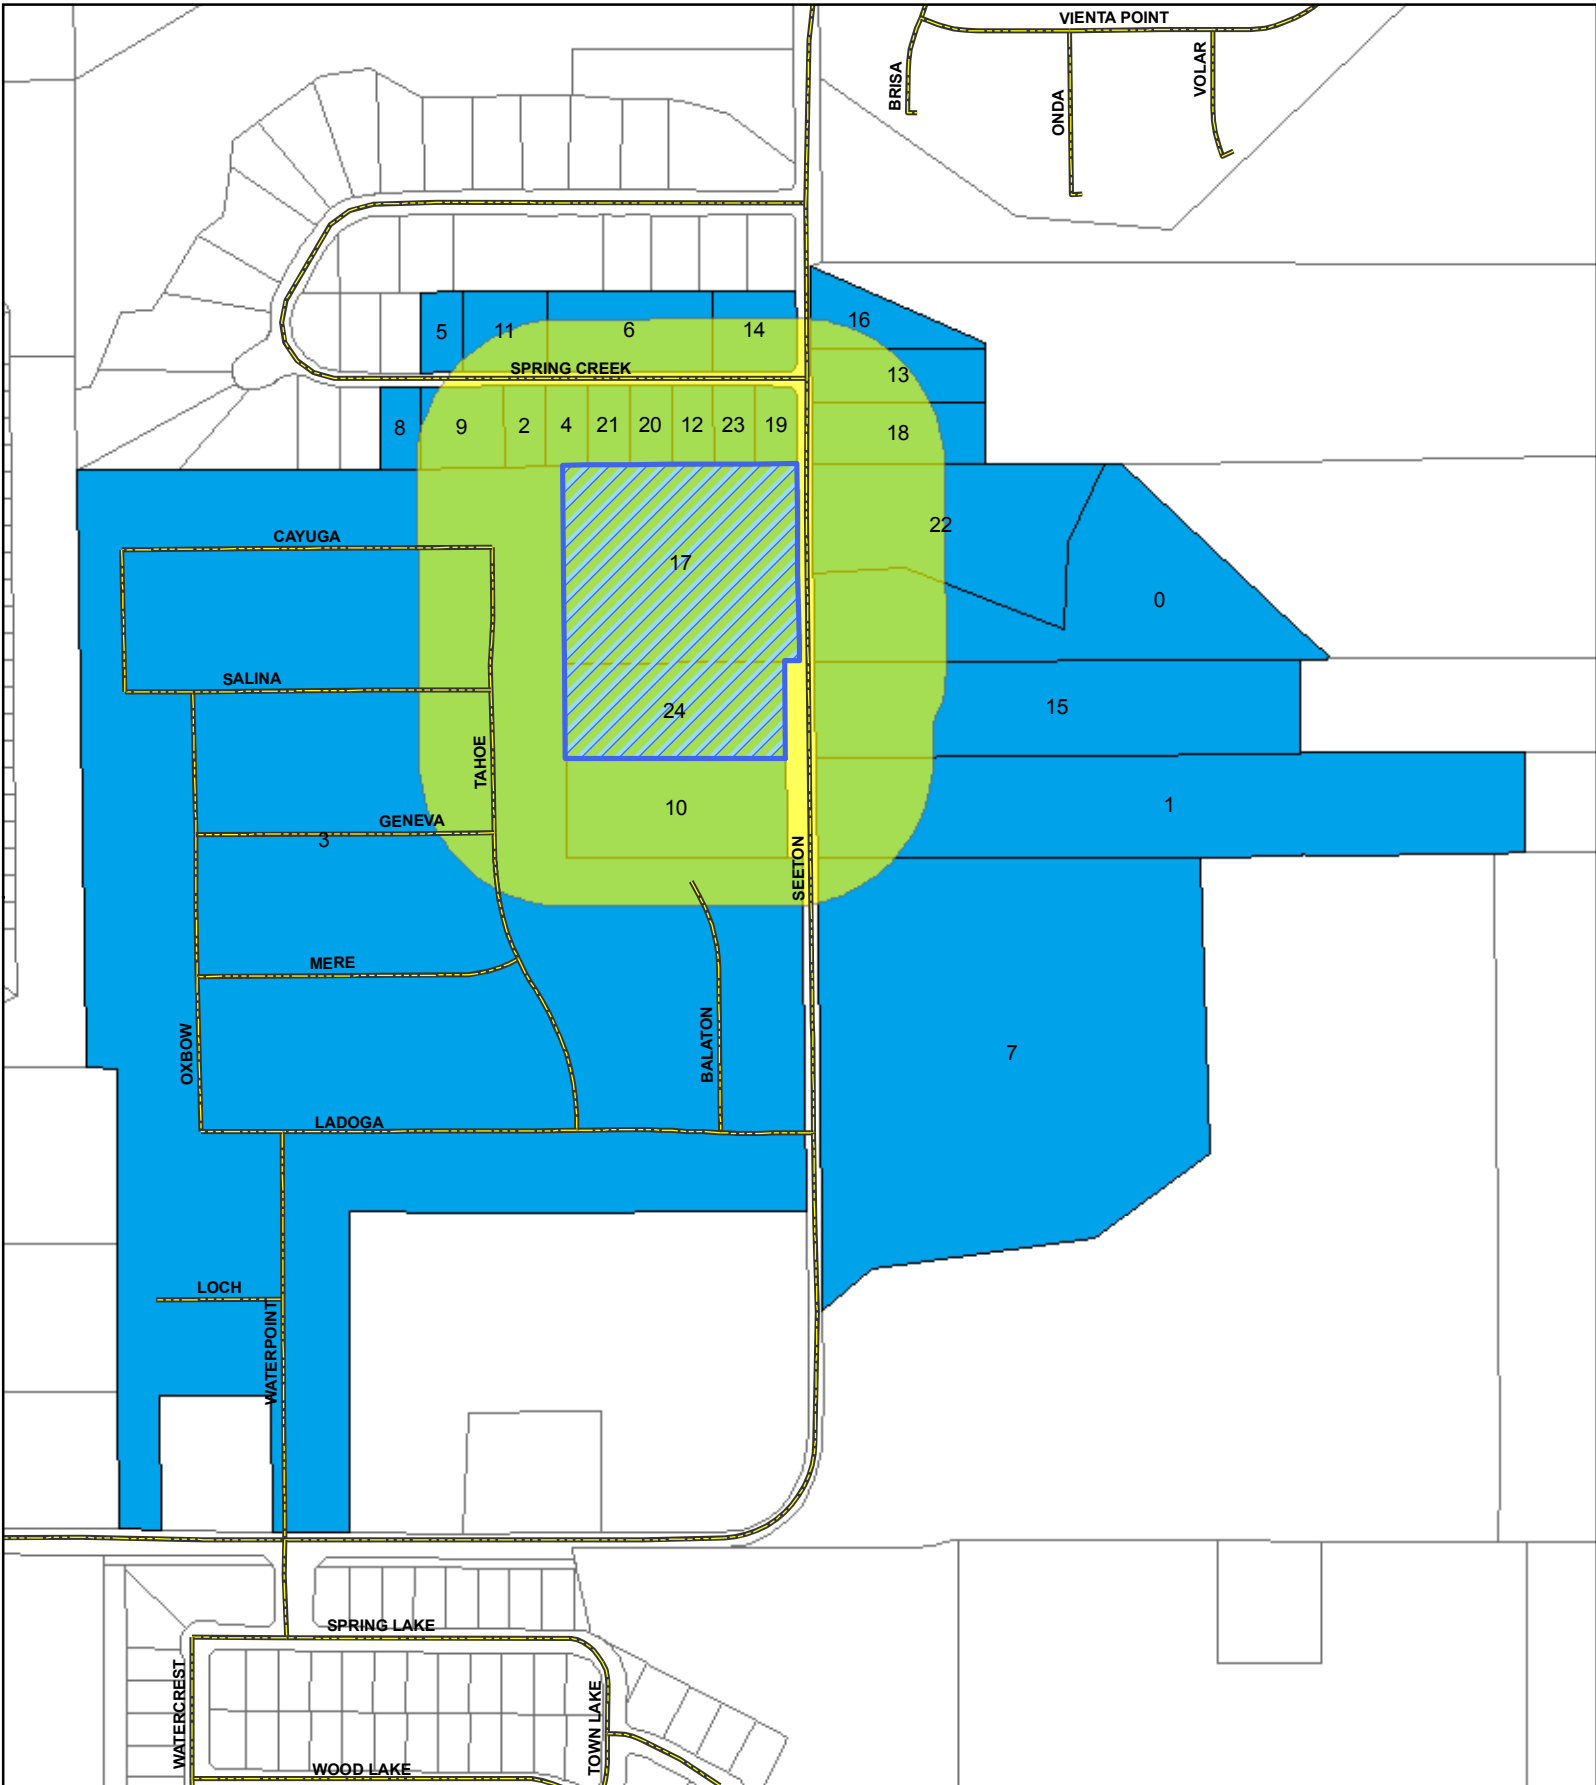 VIENTA POINT
BRISA
ONDA
VOLAR
16
5
11
6
14
SPRING CREEK
13
8
9
2
4
21
20
12
23
19
18
22
CAYUGA
17
0
SALINA
24
15
TAHOE
10
1
GENEVA
3
SEETON
MERE
OXBOW
BALATON
7
LADOGA
LOCH
WATERPOINT
SPRING LAKE
WATERCREST
TOWN LAKE
WOOD LAKE